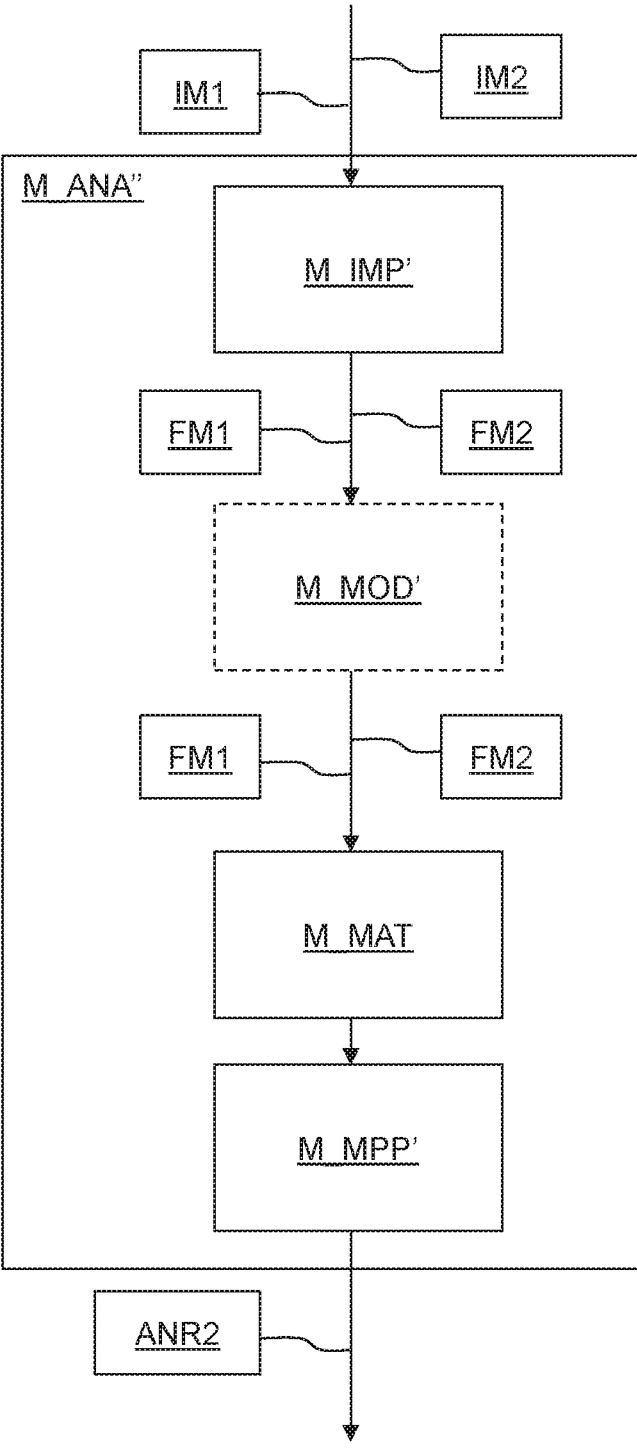 IM1
IM2
M_ANA"
M_IMP'
FM1
FM2
M_MOD'
FM1
FM2
M_MAT
M_MPP'
ANR2